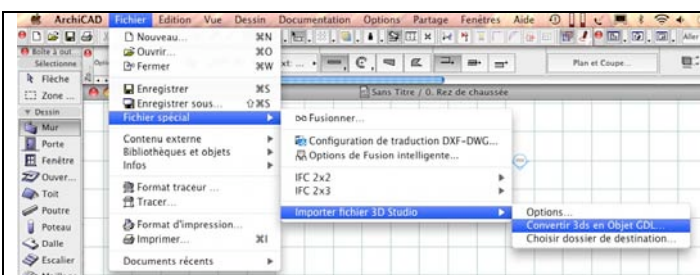 ArchiCAD Fichier Edition Vue Dessin Documentation Options Partage Fenêtres Aide
Boîte à out
Sélectionne
Flèche
Zone ...
Dessin
Mur
Porte
Fenêtre
Ouver...
Toit
Poutre
Poteau
Dalle
Escalier
Nouveau... ⌘N
Ouvrir... ⌘O
Fermer ⌘W
Enregistrer ⌘S
Enregistrer sous... ⇧⌘S
Fichier spécial
Contenu externe
Bibliothèques et objets
Infos
Format traceur ...
Tracer...
Format d'impression...
Imprimer... ⌘I
Documents récents
Aller
Plan et Coupe...
Sans Titre / 0. Rez de chaussée
Fusionner...
Configuration de traduction DXF-DWG...
Options de Fusion intelligente...
IFC 2x2
IFC 2x3
Importer fichier 3D Studio
Options...
Convertir 3ds en Objet GDL...
Choisir dossier de destination...